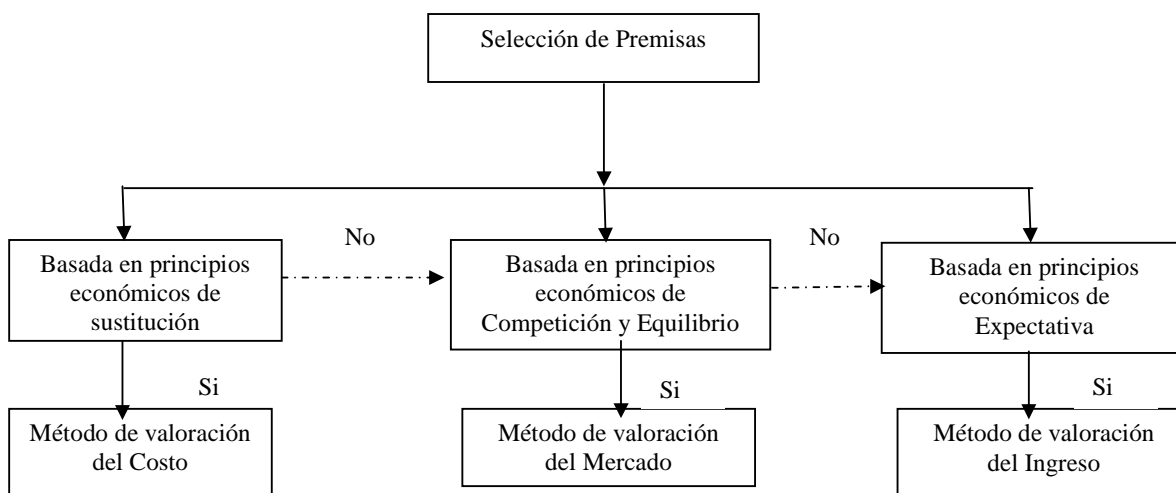 Selección de Premisas
No
No
Basada en principios
económicos de
sustitución
Basada en principios
económicos de
Competición y Equilibrio
Basada en principios
económicos de
Expectativa
Si
Si
Si
Método de valoración
del Costo
Método de valoración
del Mercado
Método de valoración
del Ingreso